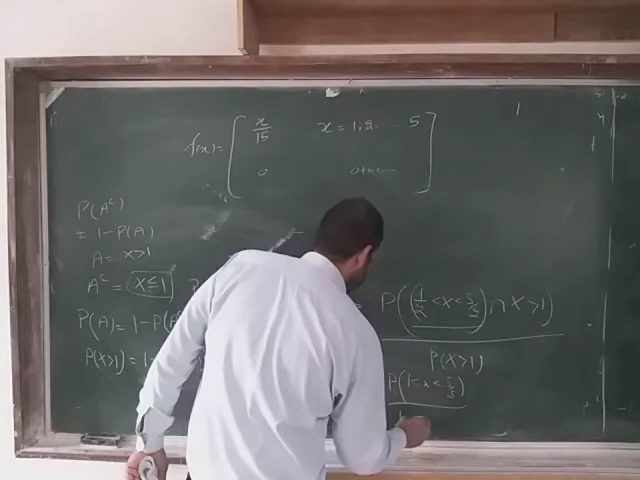 f(x) = [ x/15 x = 1, 2, - - 5
0 other ]
P(A^c)
= 1 - P(A)
A = x>1
A^c = (x≤1)
P(A) = 1 - P(A
P(x>1) = 1 -
= P((1/2 < x < 5/2) ∩ x>1)
P(x>1)
P(1 < x < 5/2)